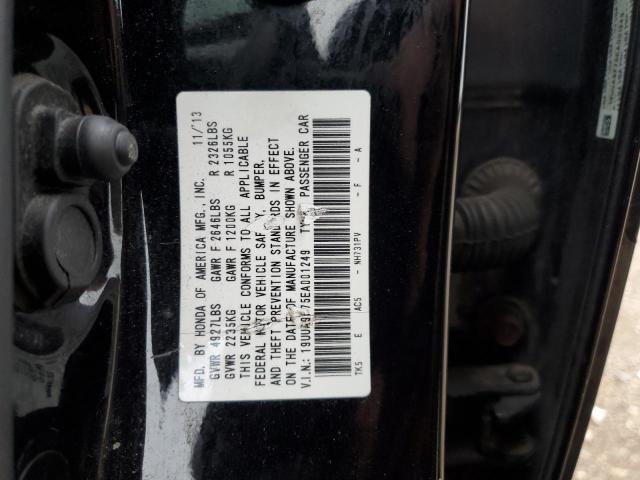 MFD. BY HONDA OF AMERICA MFG., INC. 11/13
GVWR 4927LBS GAWR F 2646LBS R 2326LBS
GVWR 2235KG GAWR F 1200KG R 1055KG
THIS VEHICLE CONFORMS TO ALL APPLICABLE
FEDERAL MOTOR VEHICLE SAFETY, BUMPER,
AND THEFT PREVENTION STANDARDS IN EFFECT
ON THE DATE OF MANUFACTURE SHOWN ABOVE.
V.I.N.: TYPE PASSENGER CAR
TK5 E AC5 - NH731PV - F - A